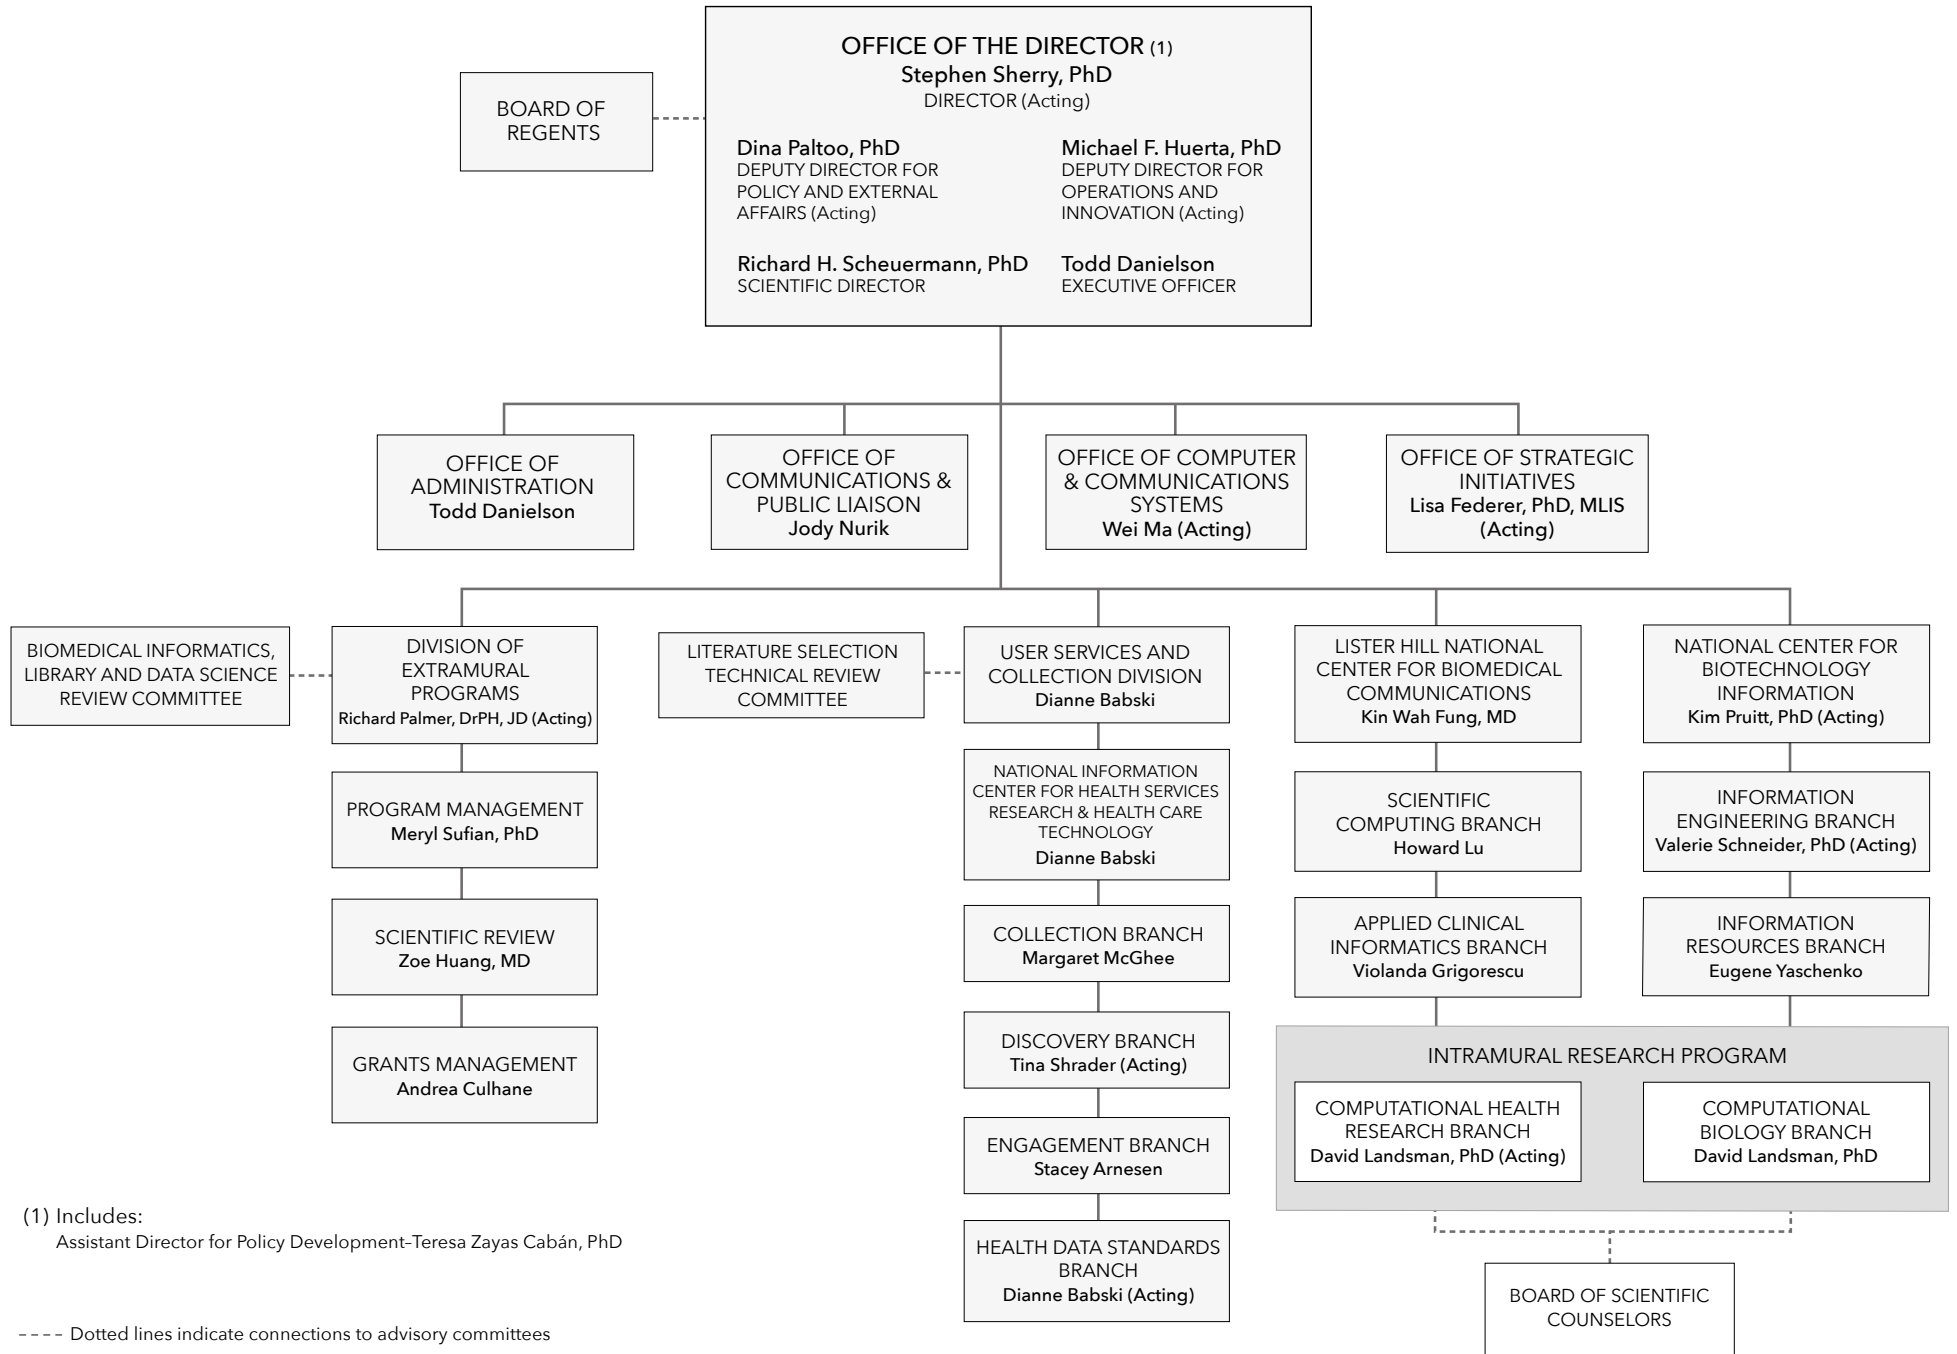 OFFICE OF THE DIRECTOR (1)
Stephen Sherry, PhD
DIRECTOR (Acting)
BOARD OF
REGENTS
Dina Paltoo, PhD
DEPUTY DIRECTOR FOR
POLICY AND EXTERNAL
AFFAIRS (Acting)
Michael F. Huerta, PhD
DEPUTY DIRECTOR FOR
OPERATIONS AND
INNOVATION (Acting)
Richard H. Scheuermann, PhD
SCIENTIFIC DIRECTOR
Todd Danielson
EXECUTIVE OFFICER
OFFICE OF
ADMINISTRATION
Todd Danielson
OFFICE OF
COMMUNICATIONS &
PUBLIC LIAISON
Jody Nurik
OFFICE OF COMPUTER
& COMMUNICATIONS
SYSTEMS
Wei Ma (Acting)
OFFICE OF STRATEGIC
INITIATIVES
Lisa Federer, PhD, MLIS
(Acting)
BIOMEDICAL INFORMATICS,
LIBRARY AND DATA SCIENCE
REVIEW COMMITTEE
DIVISION OF
EXTRAMURAL
PROGRAMS
Richard Palmer, DrPH, JD (Acting)
PROGRAM MANAGEMENT
Meryl Sufian, PhD
SCIENTIFIC REVIEW
Zoe Huang, MD
GRANTS MANAGEMENT
Andrea Culhane
LITERATURE SELECTION
TECHNICAL REVIEW
COMMITTEE
USER SERVICES AND
COLLECTION DIVISION
Dianne Babski
NATIONAL INFORMATION
CENTER FOR HEALTH SERVICES
RESEARCH & HEALTH CARE
TECHNOLOGY
Dianne Babski
COLLECTION BRANCH
Margaret McGhee
DISCOVERY BRANCH
Tina Shrader (Acting)
ENGAGEMENT BRANCH
Stacey Arnesen
HEALTH DATA STANDARDS
BRANCH
Dianne Babski (Acting)
LISTER HILL NATIONAL
CENTER FOR BIOMEDICAL
COMMUNICATIONS
Kin Wah Fung, MD
SCIENTIFIC
COMPUTING BRANCH
Howard Lu
APPLIED CLINICAL
INFORMATICS BRANCH
Violanda Grigorescu
NATIONAL CENTER FOR
BIOTECHNOLOGY
INFORMATION
Kim Pruitt, PhD (Acting)
INFORMATION
ENGINEERING BRANCH
Valerie Schneider, PhD (Acting)
INFORMATION
RESOURCES BRANCH
Eugene Yaschenko
INTRAMURAL RESEARCH PROGRAM
COMPUTATIONAL HEALTH
RESEARCH BRANCH
David Landsman, PhD (Acting)
COMPUTATIONAL
BIOLOGY BRANCH
David Landsman, PhD
BOARD OF SCIENTIFIC
COUNSELORS
(1) Includes:
Assistant Director for Policy Development–Teresa Zayas Cabán, PhD
---- Dotted lines indicate connections to advisory committees